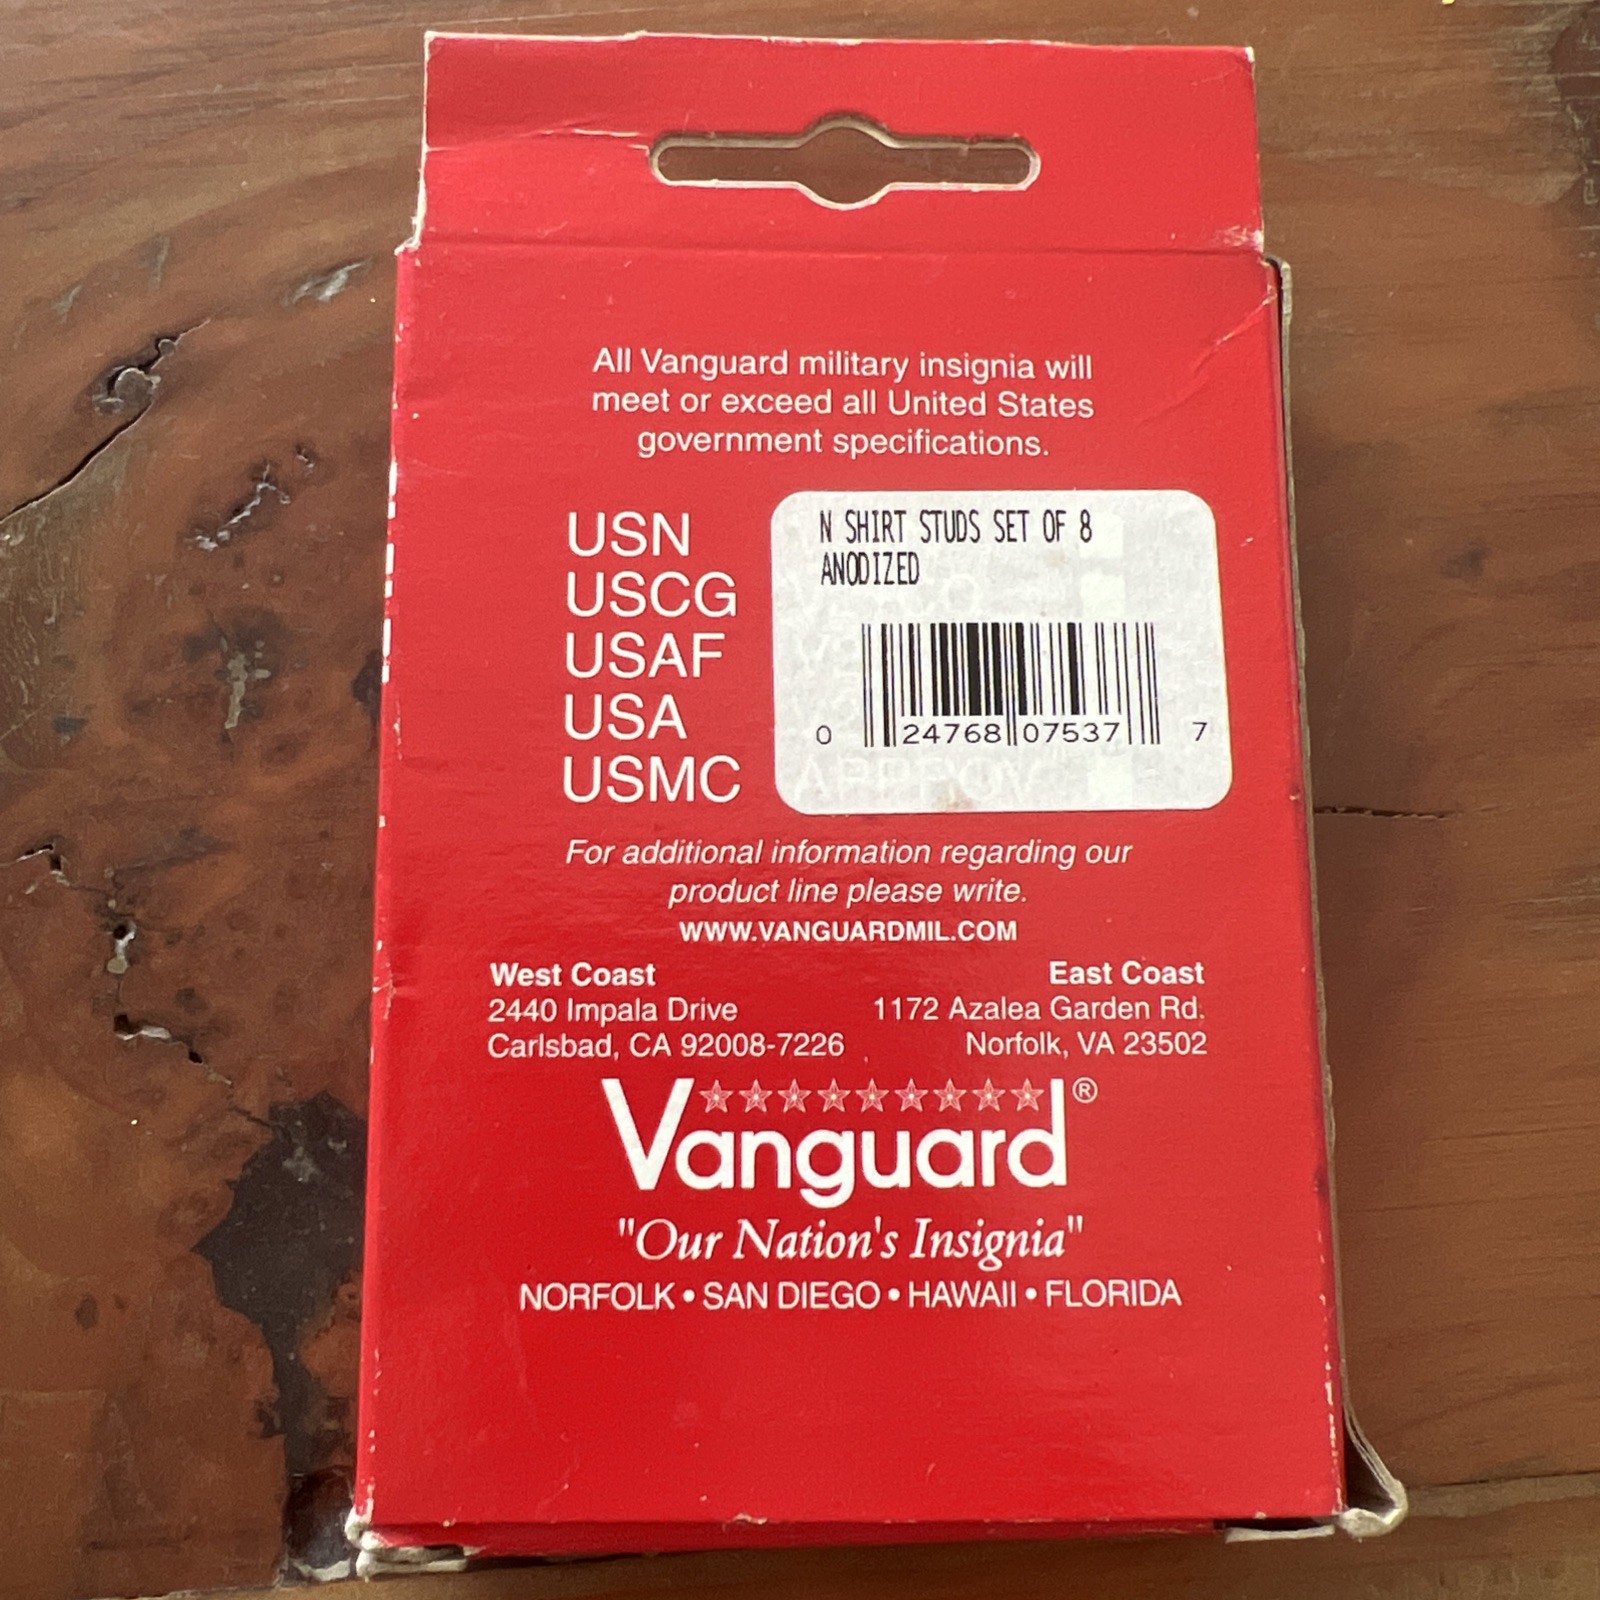 All Vanguard military insignia will
meet or exceed all United States
government specifications.
USN
USCG
USAF
USA
USMC
N SHIRT STUDS SET OF 8
ANODIZED
0 24768 07537 7
For additional information regarding our
product line please write.
WWW.VANGUARDMIL.COM
West Coast
2440 Impala Drive
Carlsbad, CA 92008-7226
East Coast
1172 Azalea Garden Rd.
Norfolk, VA 23502
Vanguard®
"Our Nation's Insignia"
NORFOLK • SAN DIEGO • HAWAII • FLORIDA